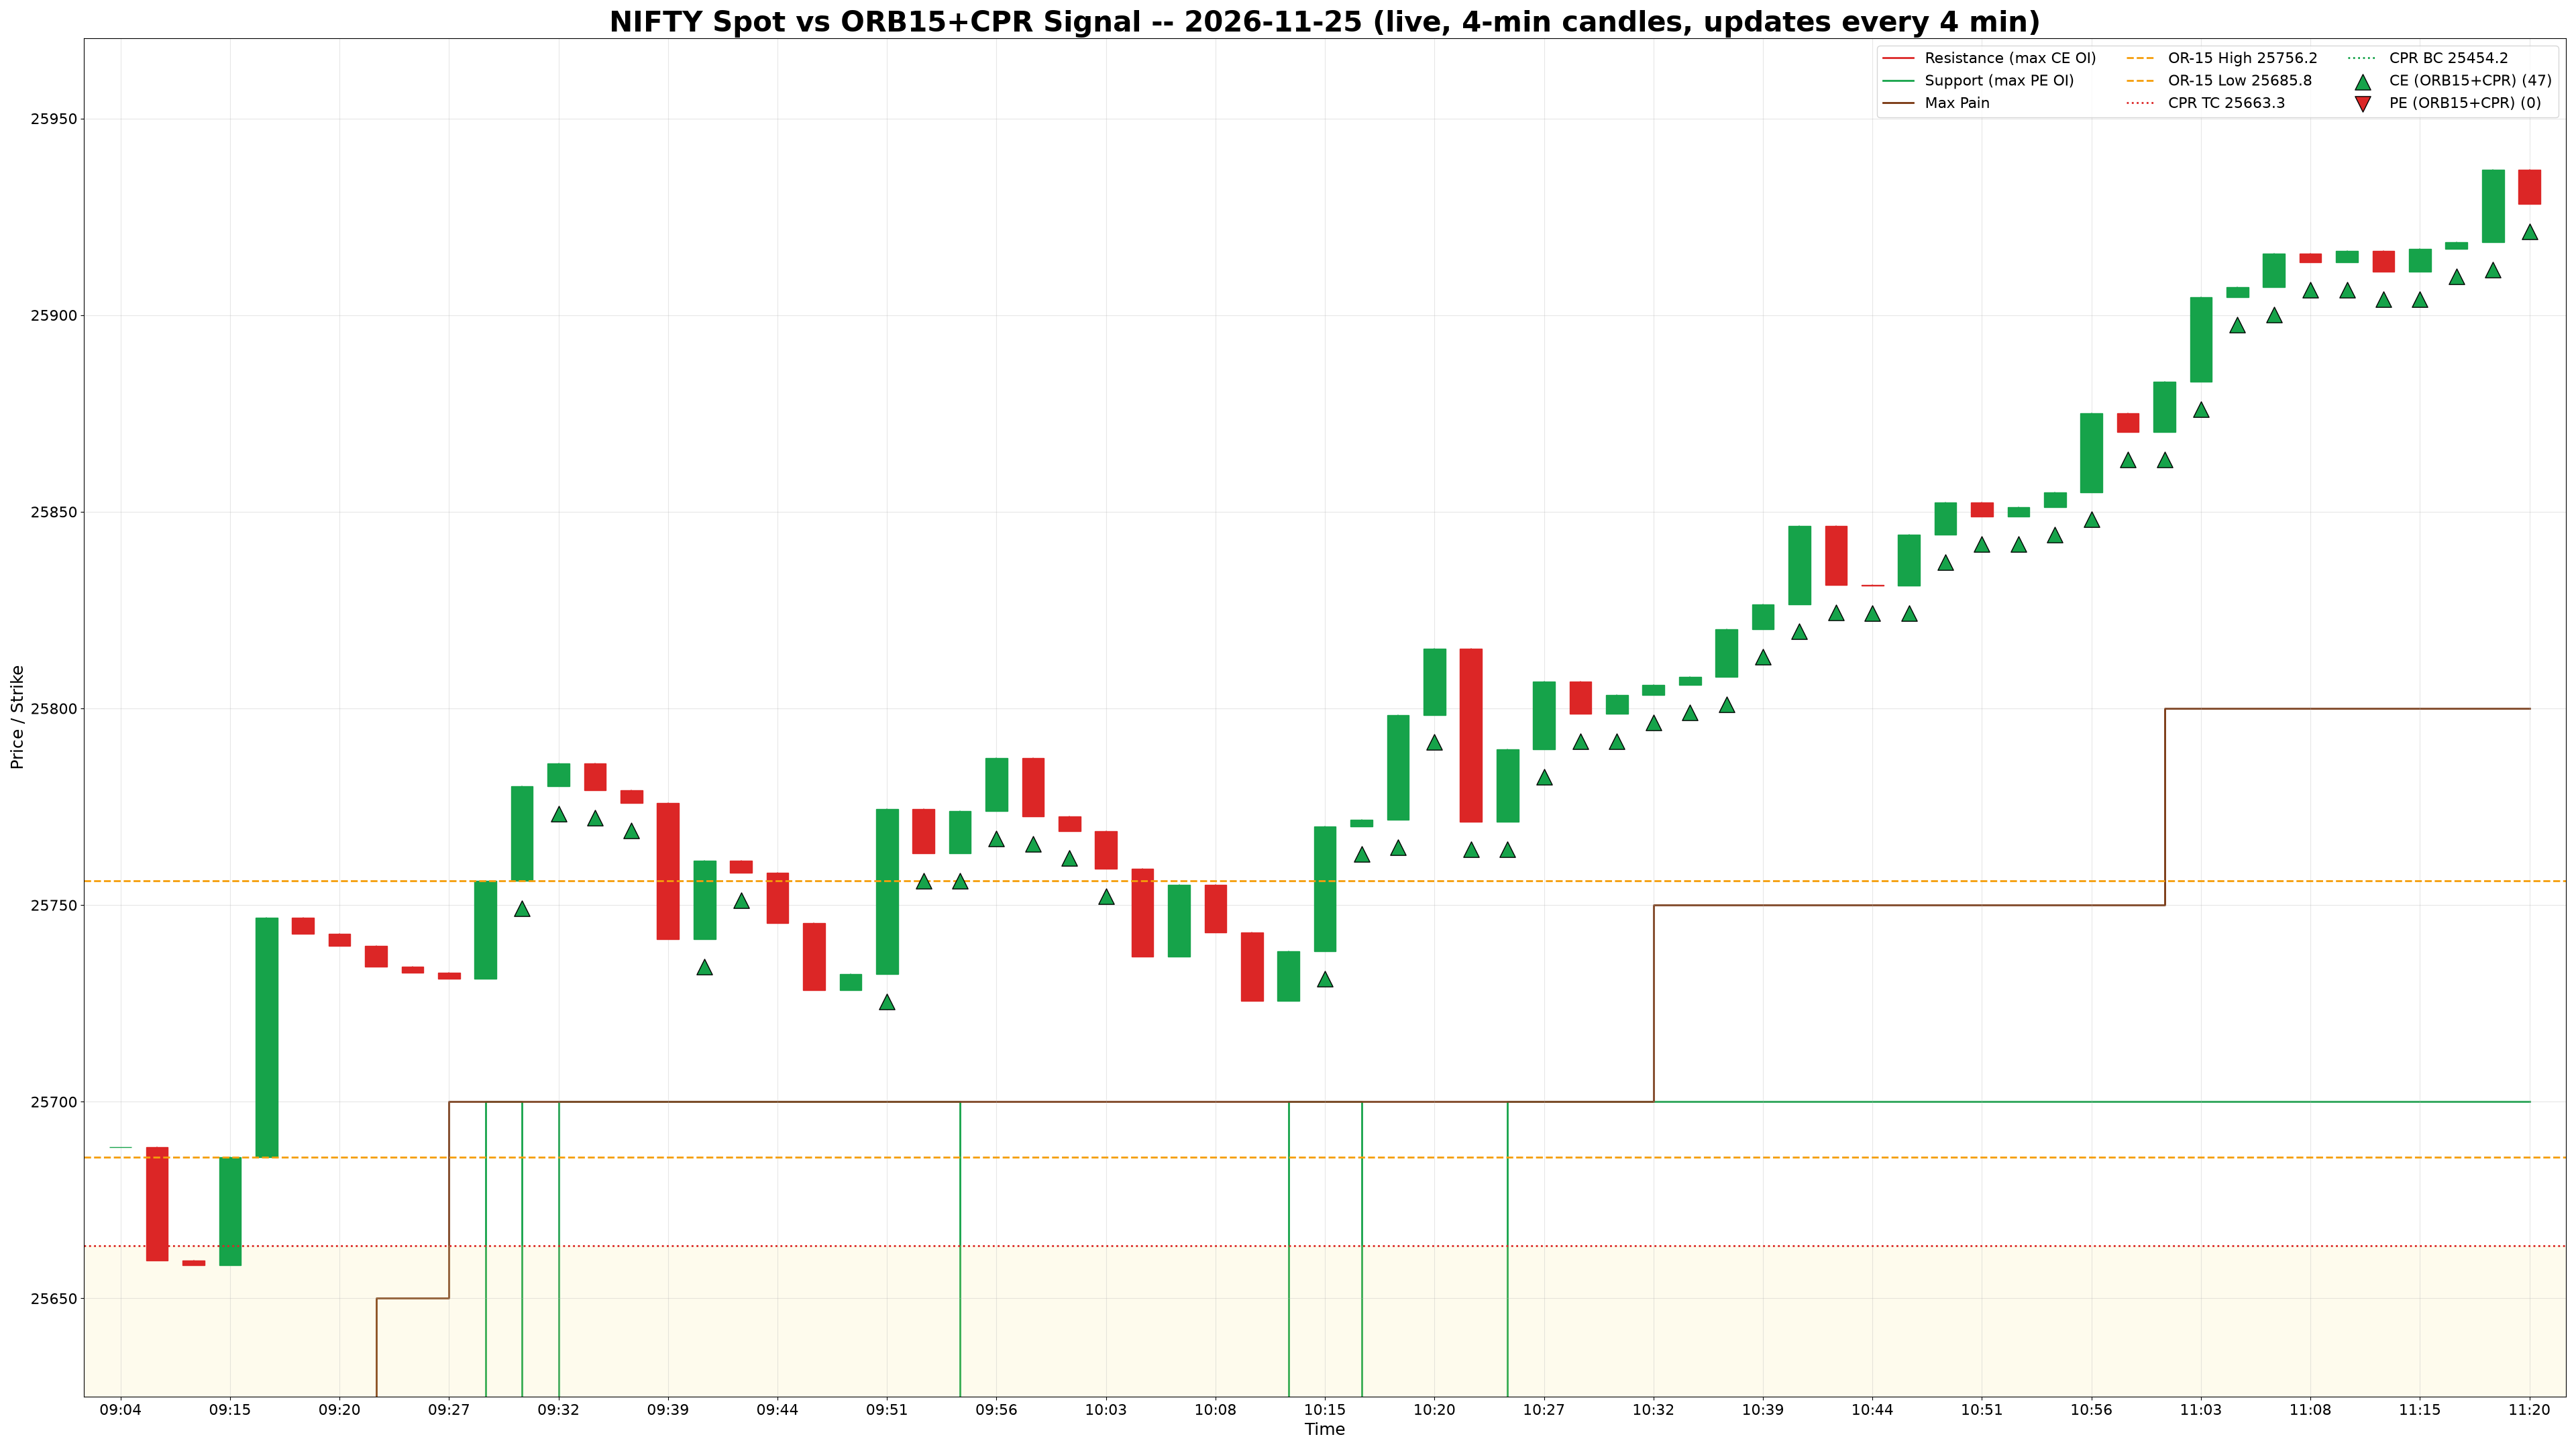 NIFTY Spot vs ORB15+CPR Signal -- 2026-11-25 (live, 4-min candles, updates every 4 min)
Resistance (max CE OI)
Support (max PE OI)
Max Pain
OR-15 High 25756.2
OR-15 Low 25685.8
CPR TC 25663.3
CPR BC 25454.2
CE (ORB15+CPR) (47)
PE (ORB15+CPR) (0)
Price / Strike
25950
25900
25850
25800
25750
25700
25650
09:04 09:15 09:20 09:27 09:32 09:39 09:44 09:51 09:56 10:03 10:08 10:15 10:20 10:27 10:32 10:39 10:44 10:51 10:56 11:03 11:08 11:15 11:20
Time